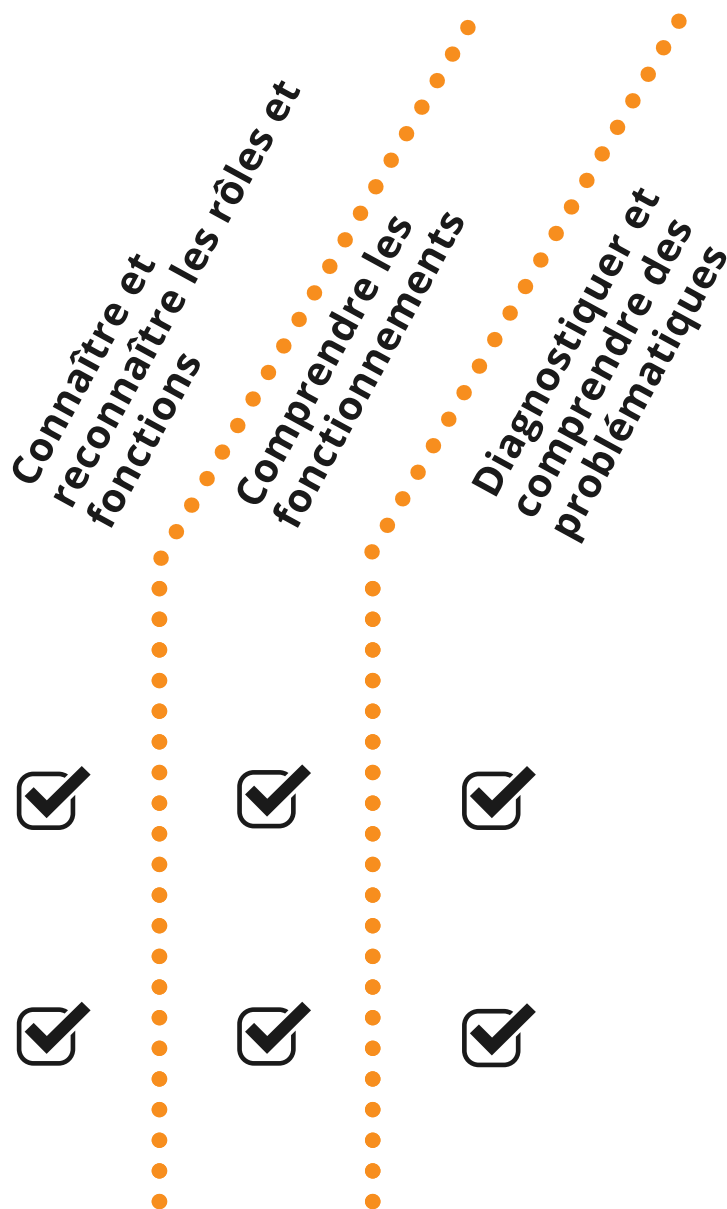 Connaître et
reconnaître les rôles et
fonctions
Comprendre les
fonctionnements
Diagnostiquer et
comprendre des
problématiques